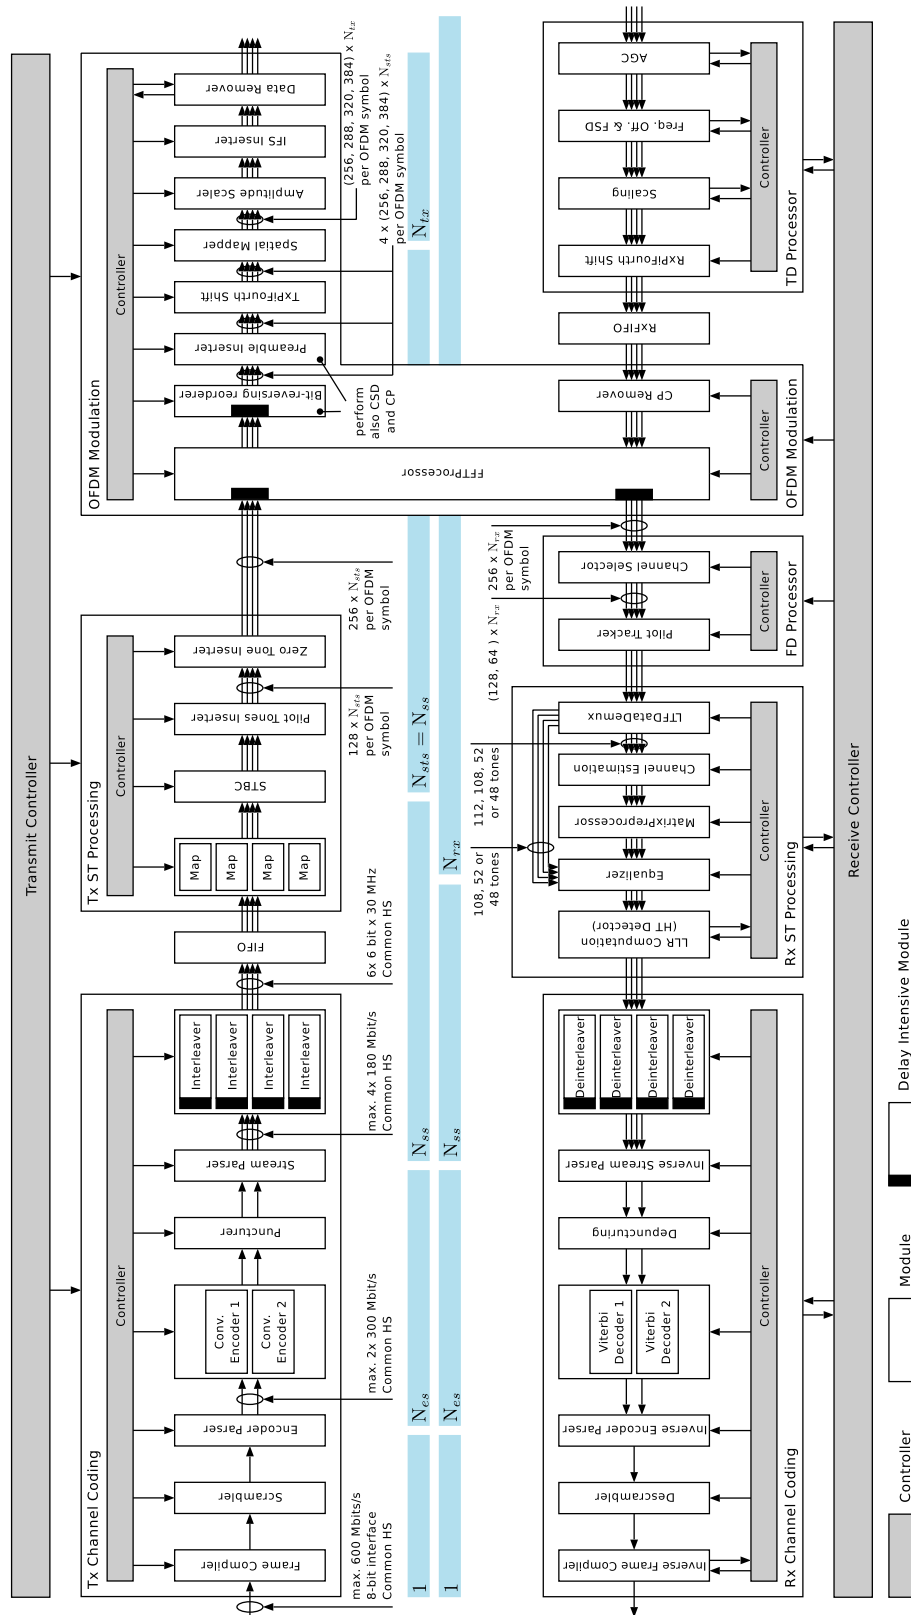 Transmit Controller
Tx Channel Coding
Controller
Frame Compiler
Scrambler
Encoder Parser
Conv.
Encoder 1
Conv.
Encoder 2
Puncturer
Stream Parser
Interleaver
Interleaver
Interleaver
Interleaver
FIFO
Tx ST Processing
Controller
Map
Map
Map
Map
STBC
Pilot Tones Inserter
Zero Tone Inserter
OFDM Modulation
Controller
FFTProcessor
Bit-reversing reorderer
Preamble Inserter
TxPiFourth Shift
Spatial Mapper
Amplitude Scaler
IFS Inserter
Data Remover
max. 600 Mbits/s
8-bit interface
Common HS
max. 2x 300 Mbit/s
Common HS
max. 4x 180 Mbit/s
Common HS
6x 6 bit x 30 MHz
Common HS
128 x N_sts
per OFDM
symbol
256 x N_sts
per OFDM
symbol
perform
also CSD
and CP
(256, 288, 320, 384) x N_tx
per OFDM symbol
4 x (256, 288, 320, 384) x N_sts
per OFDM symbol
1
N_es
N_ss
N_sts = N_ss
N_tx
1
N_es
N_ss
N_rx
108, 52 or
48 tones
112, 108, 52
or 48 tones
(128, 64 ) x N_rx
256 x N_rx
per OFDM
symbol
Inverse Frame Compiler
Descrambler
Inverse Encoder Parser
Viterbi
Decoder 1
Viterbi
Decoder 2
Depuncturing
Inverse Stream Parser
Deinterleaver
Deinterleaver
Deinterleaver
Deinterleaver
Controller
Rx Channel Coding
LLR Computation
(HT Detector)
Equalizer
MatrixPreprocessor
Channel Estimation
LTFDataDemux
Controller
Rx ST Processing
Pilot Tracker
Channel Selector
Controller
FD Processor
CP Remover
Controller
OFDM Modulation
RxFIFO
RxPiFourth Shift
Scaling
Freq. Off. & FSD
AGC
Controller
TD Processor
Receive Controller
Controller
Module
Delay Intensive Module